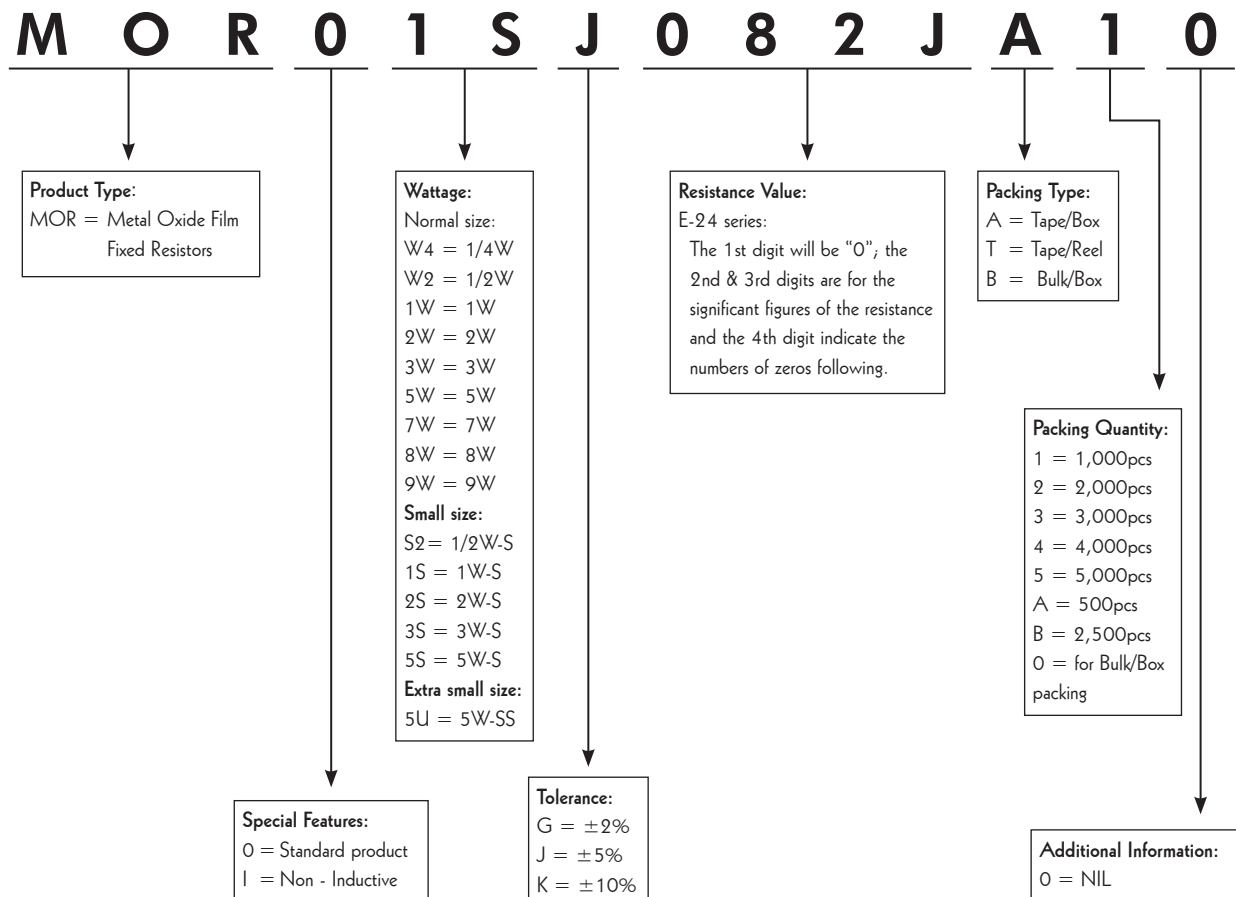 M O R 0 1 S J 0 8 2 J A 1 0
Product Type:
MOR = Metal Oxide Film
Fixed Resistors
Wattage:
Normal size:
W4 = 1/4W
W2 = 1/2W
1W = 1W
2W = 2W
3W = 3W
5W = 5W
7W = 7W
8W = 8W
9W = 9W
Small size:
S2= 1/2W-S
1S = 1W-S
2S = 2W-S
3S = 3W-S
5S = 5W-S
Extra small size:
5U = 5W-SS
Resistance Value:
E-24 series:
The 1st digit will be “0”; the
2nd & 3rd digits are for the
significant figures of the resistance
and the 4th digit indicate the
numbers of zeros following.
Packing Type:
A = Tape/Box
T = Tape/Reel
B = Bulk/Box
Packing Quantity:
1 = 1,000pcs
2 = 2,000pcs
3 = 3,000pcs
4 = 4,000pcs
5 = 5,000pcs
A = 500pcs
B = 2,500pcs
0 = for Bulk/Box
packing
Special Features:
0 = Standard product
I = Non - Inductive
Tolerance:
G = ±2%
J = ±5%
K = ±10%
Additional Information:
0 = NIL